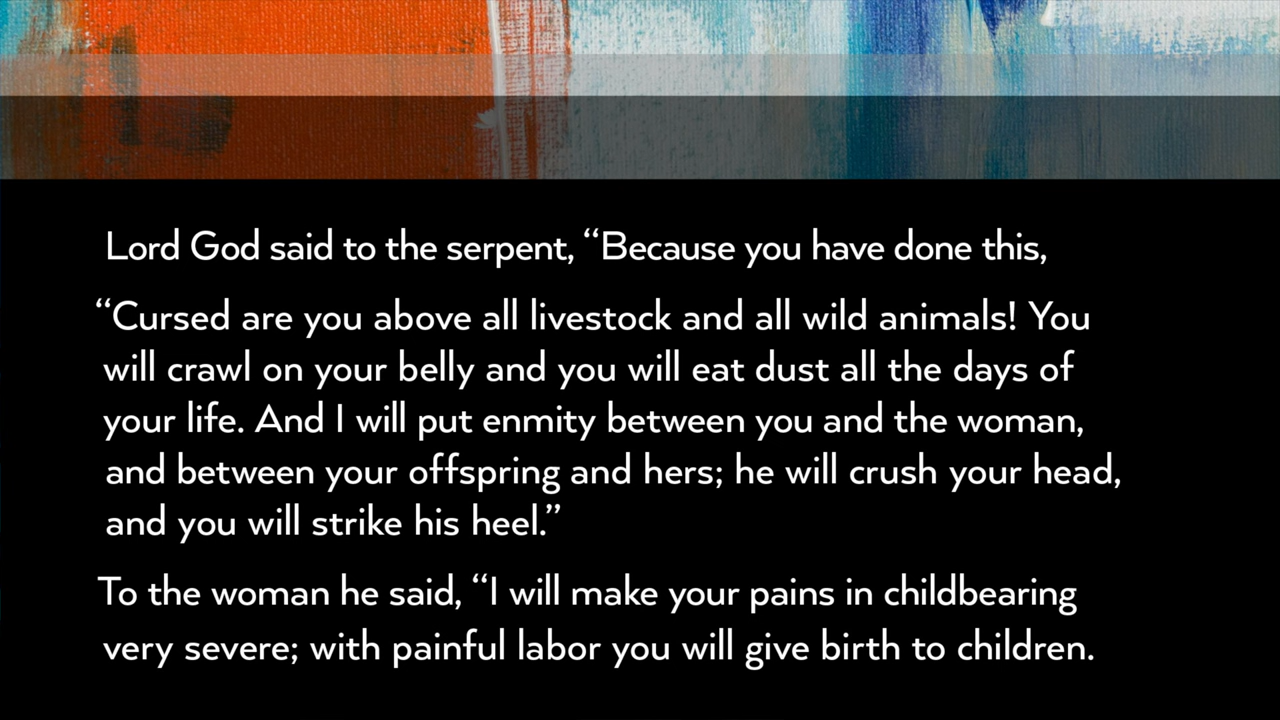 Lord God said to the serpent, “Because you have done this,
“Cursed are you above all livestock and all wild animals! You
will crawl on your belly and you will eat dust all the days of
your life. And I will put enmity between you and the woman,
and between your offspring and hers; he will crush your head,
and you will strike his heel.”
To the woman he said, “I will make your pains in childbearing
very severe; with painful labor you will give birth to children.